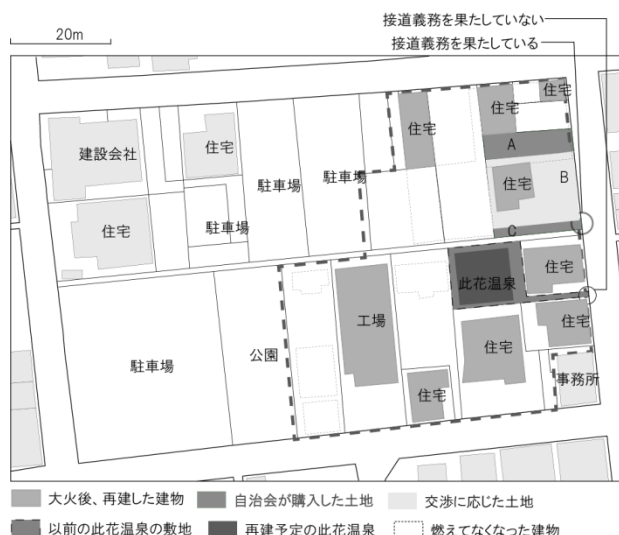 接道義務を果たしていない
20m
接道義務を果たしている
住宅
住宅
住宅
建設会社
住宅
A
駐車場
駐車場
住宅
B
住宅
駐車場
C
此花温泉
住宅
工場
住宅
公園
住宅
駐車場
住宅
事務所
大火後、再建した建物
自治会が購入した土地
交渉に応じた土地
以前の此花温泉の敷地
再建予定の此花温泉
燃えてなくなった建物